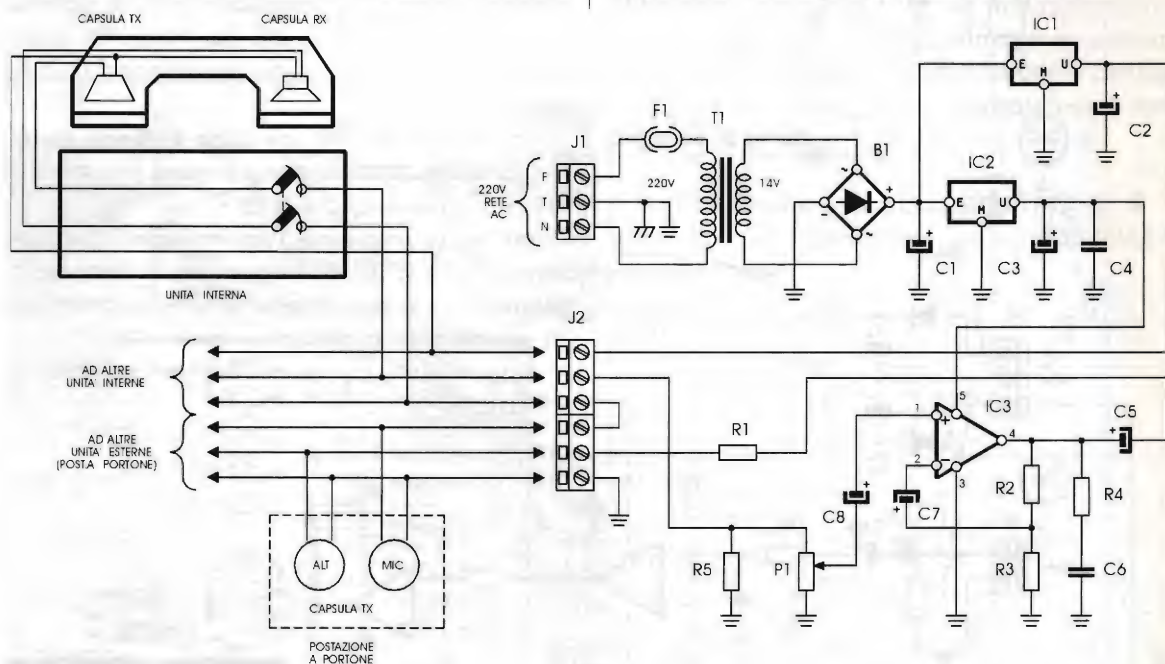 CAPSULA TX
CAPSULA RX
UNITA' INTERNA
AD ALTRE
UNITA' INTERNE
AD ALTRE
UNITA' ESTERNE
(POST.A PORTONE)
ALT
MIC
CAPSULA TX
POSTAZIONE
A PORTONE
J1
220V
RETE
AC
F
T
N
F1
T1
220V
14V
B1
~
~
+
-
IC1
E
M
U
+
C2
IC2
E
M
U
+
C1
+
C3
C4
J2
R1
R5
P1
+
C8
1
+
2
-
5
IC3
4
3
+
C7
R2
R3
R4
C6
C5
+